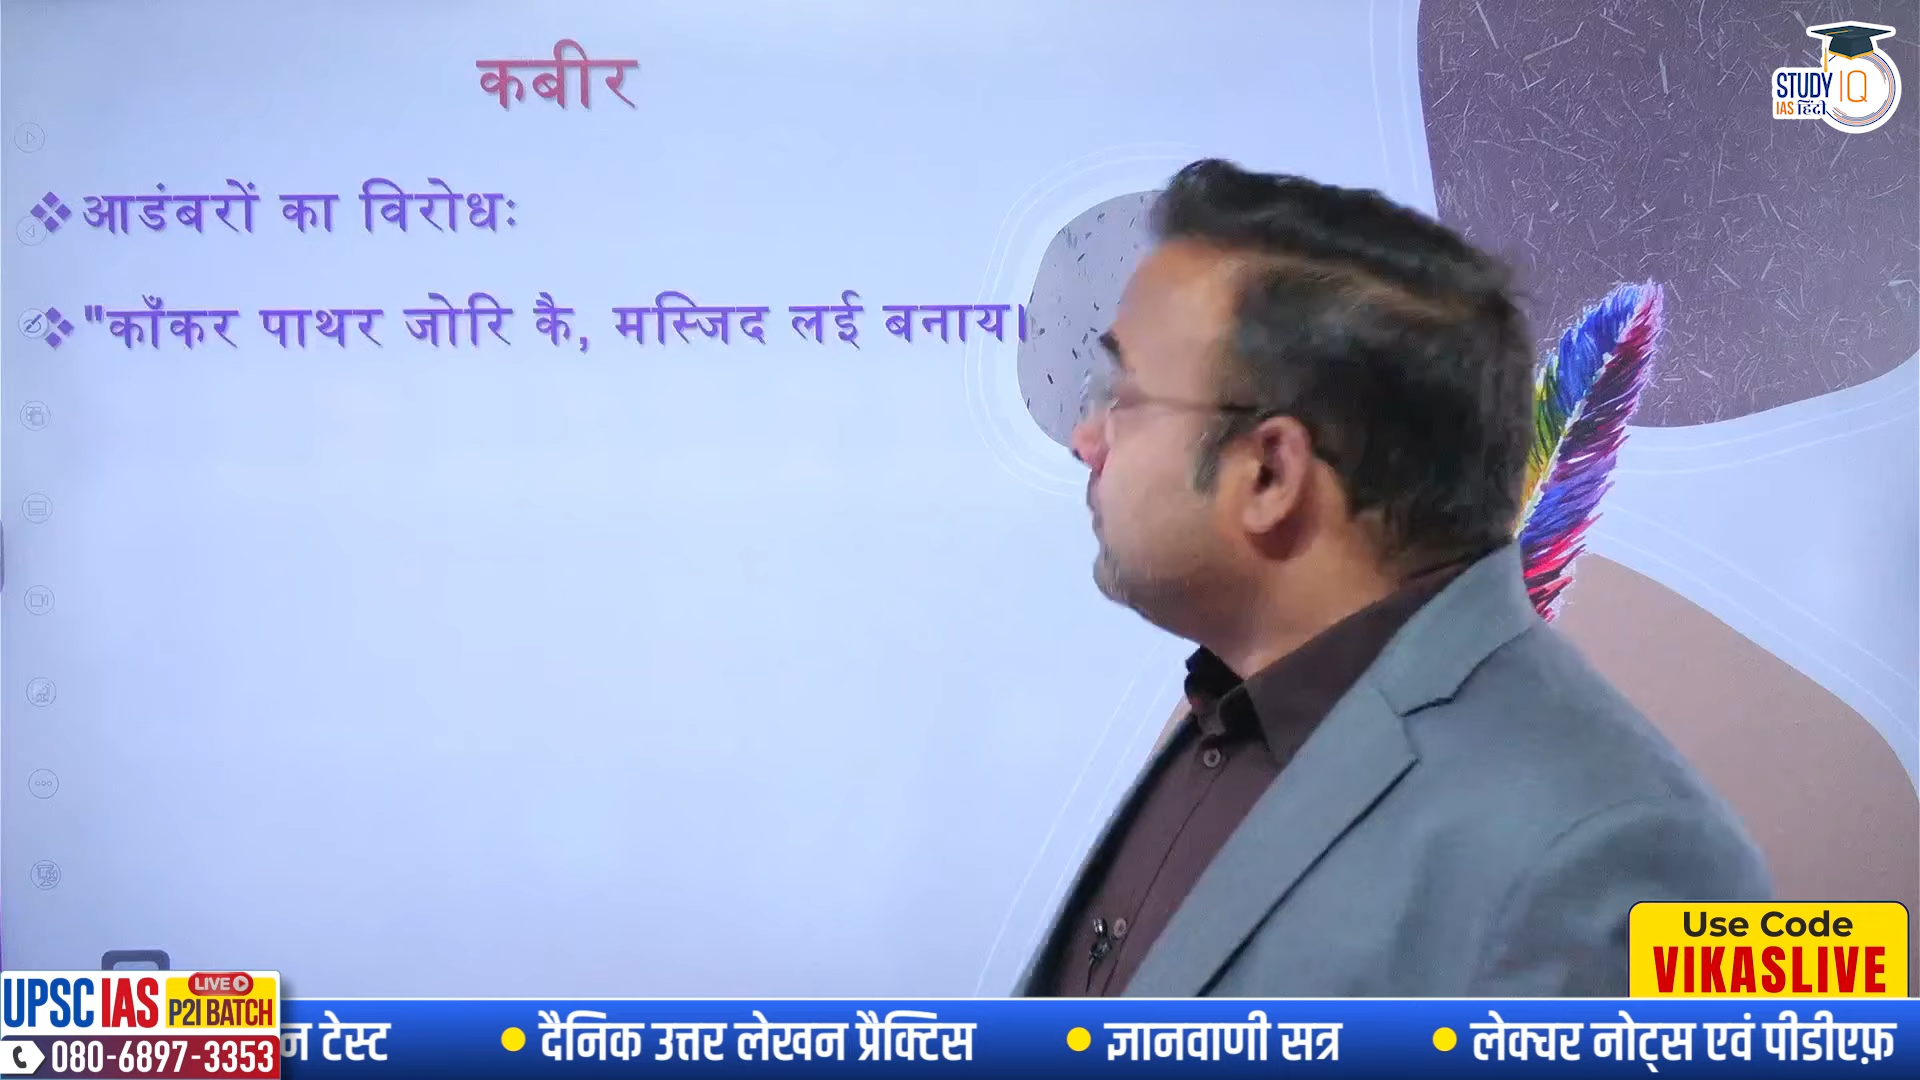 कबीर
STUDY IQ
IAS हिंदी
❖आडंबरों का विरोधः
❖"काँकर पाथर जोरि कै, मस्जिद लई बनाय।
Use Code
VIKASLIVE
UPSC IAS
LIVE
P2I BATCH
080-6897-3353
न टेस्ट
● दैनिक उत्तर लेखन प्रैक्टिस
● ज्ञानवाणी सत्र
● लेक्चर नोट्स एवं पीडीएफ़